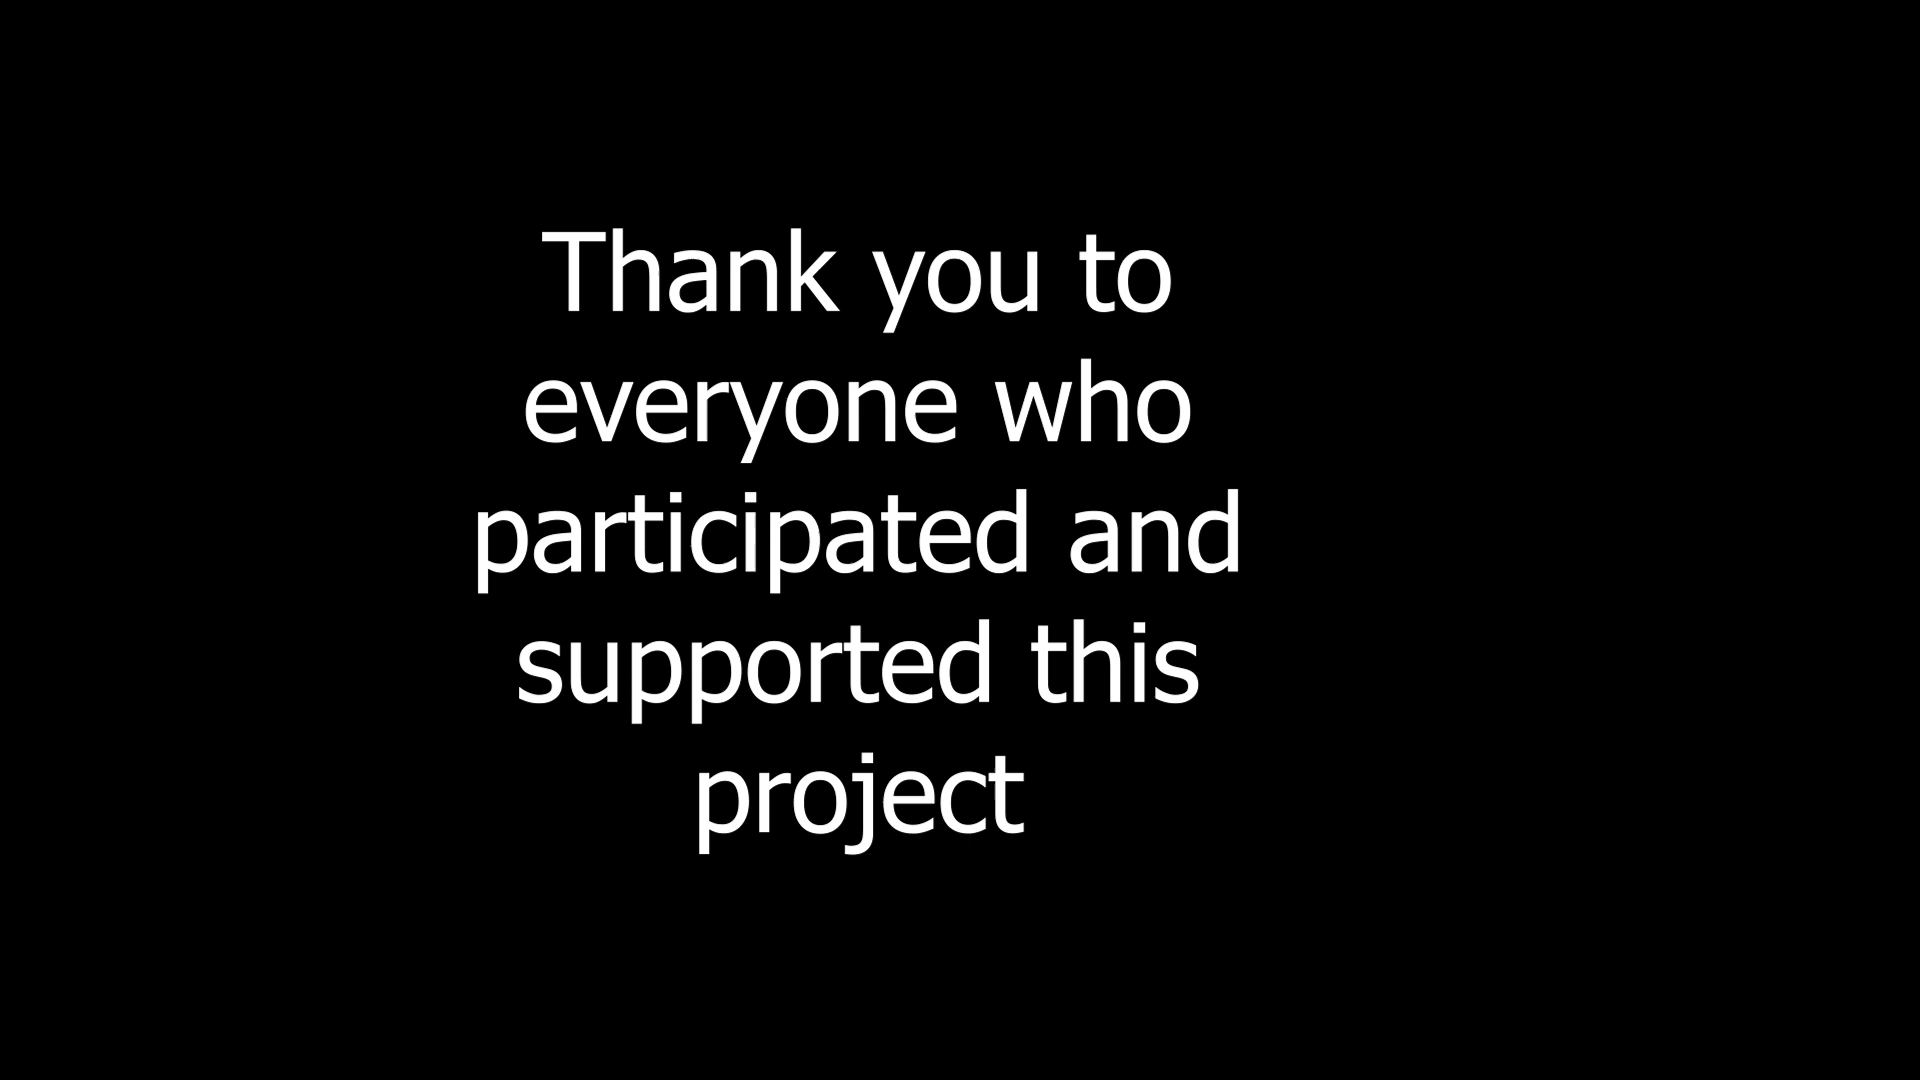 Thank you to
everyone who
participated and
supported this
project